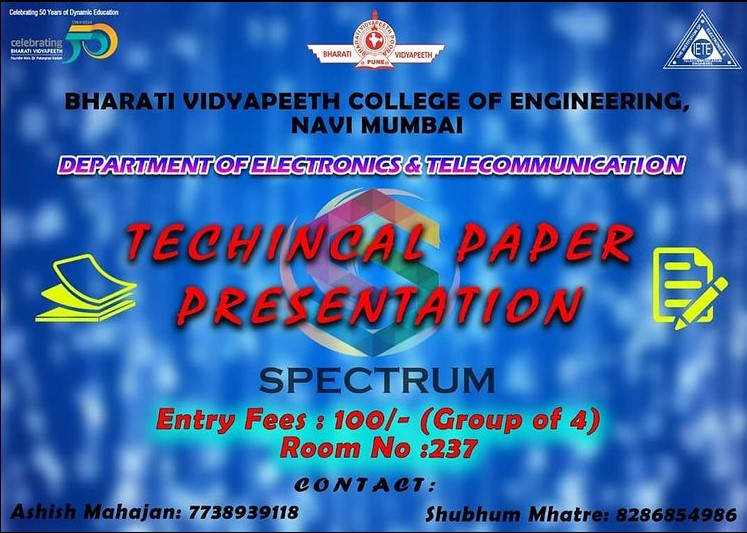 Celebrating 50 Years of Dynamic Education
celebrating
BHARATI VIDYAPEETH
50
BHARATI VIDYAPEETH
PUNE
IETE
BHARATI VIDYAPEETH COLLEGE OF ENGINEERING,
NAVI MUMBAI
DEPARTMENT OF ELECTRONICS & TELECOMMUNICATION
TECHINCAL PAPER
PRESENTATION
SPECTRUM
Entry Fees : 100/- (Group of 4)
Room No :237
CONTACT:
Ashish Mahajan: 7738939118
Shubhum Mhatre: 8286854986